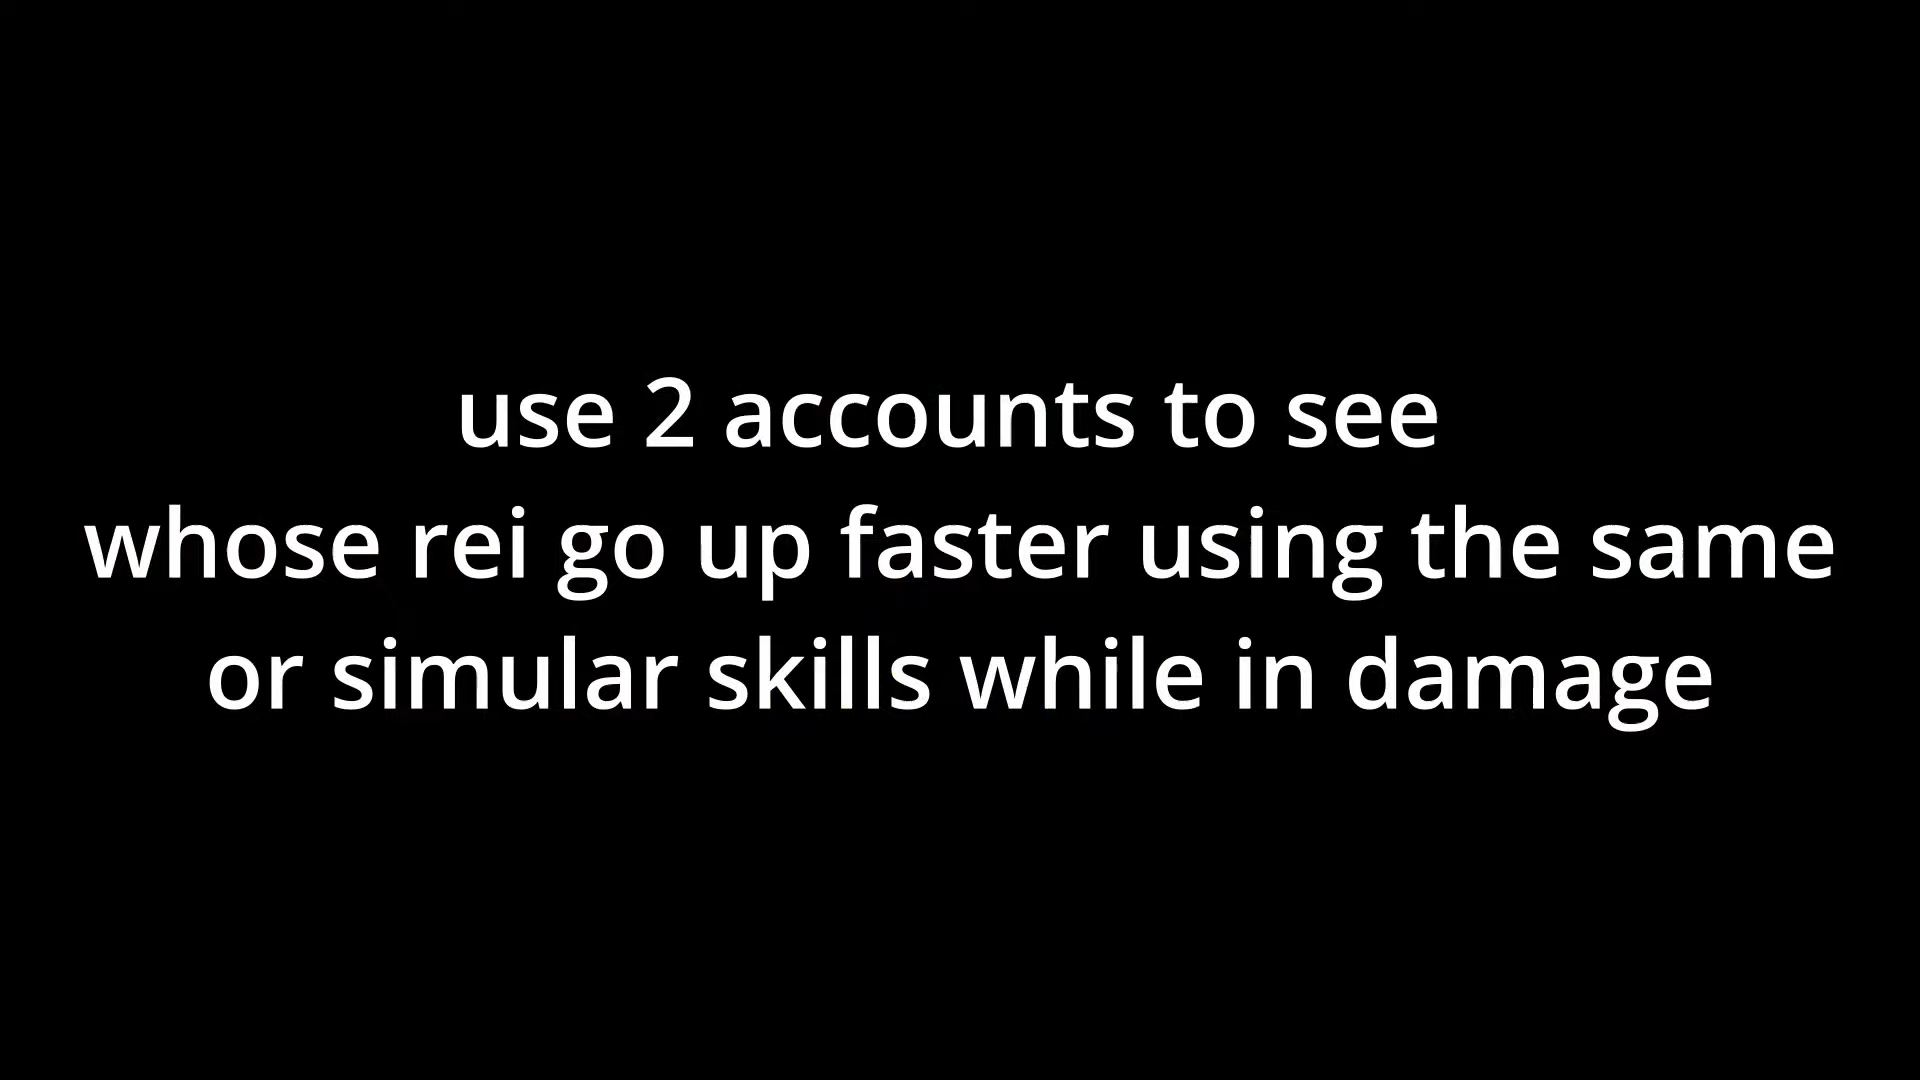 use 2 accounts to see
whose rei go up faster using the same
or simular skills while in damage